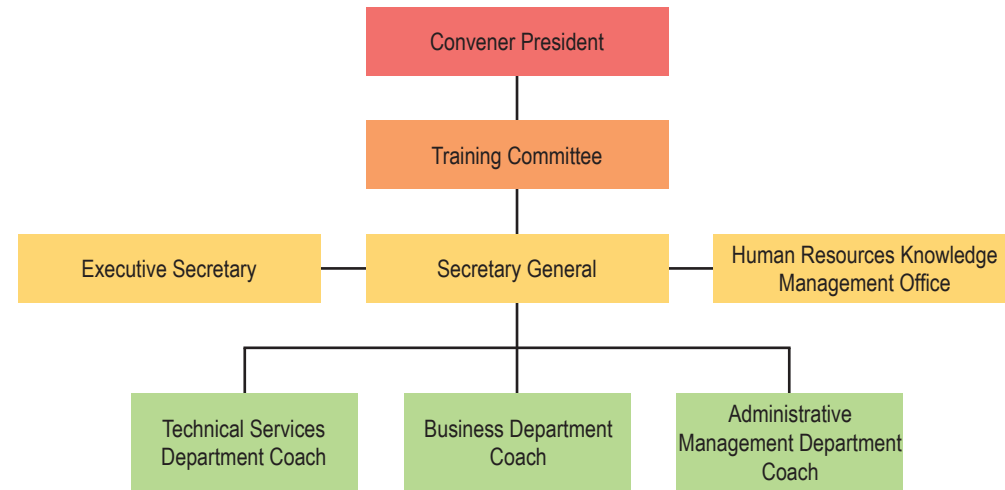 Convener President
Training Committee
Executive Secretary
Secretary General
Human Resources Knowledge
Management Office
Technical Services
Department Coach
Business Department
Coach
Administrative
Management Department
Coach